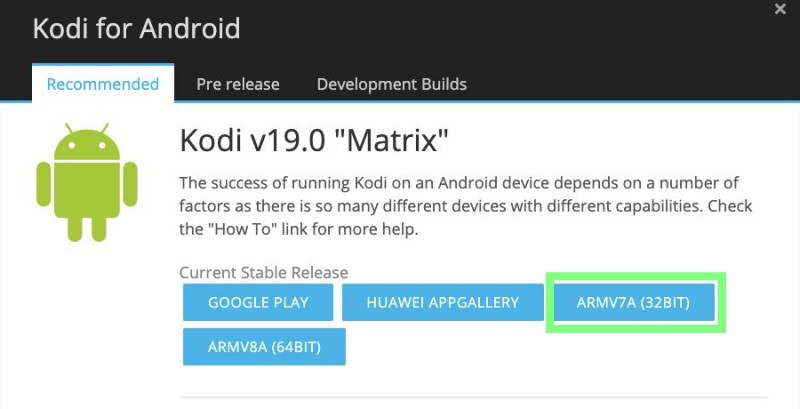 Kodi for Android
Recommended
Pre release
Development Builds
Kodi v19.0 "Matrix"
The success of running Kodi on an Android device depends on a number of
factors as there is so many different devices with different capabilities. Check
the "How To" link for more help.
Current Stable Release
GOOGLE PLAY
HUAWEI APPGALLERY
ARMV7A (32BIT)
ARMV8A (64BIT)